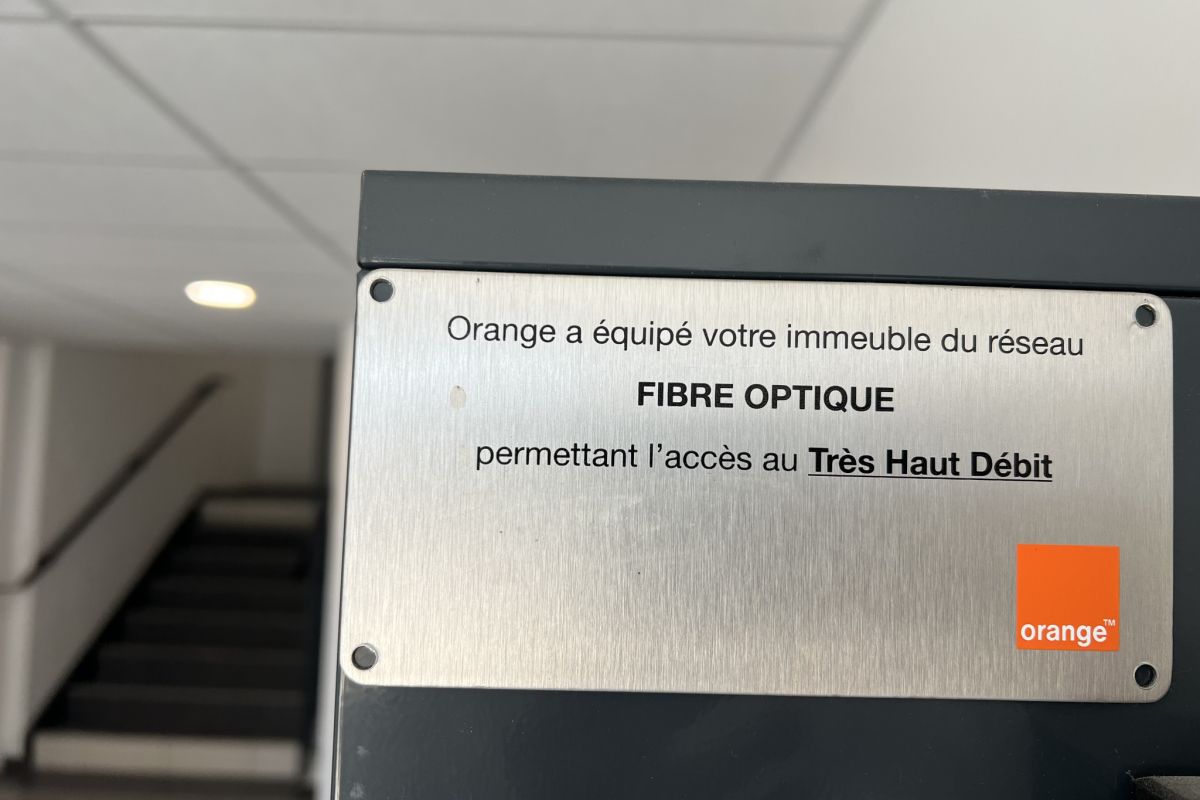 Orange a équipé votre immeuble du réseau
FIBRE OPTIQUE
permettant l'accès au Très Haut Débit
orange™